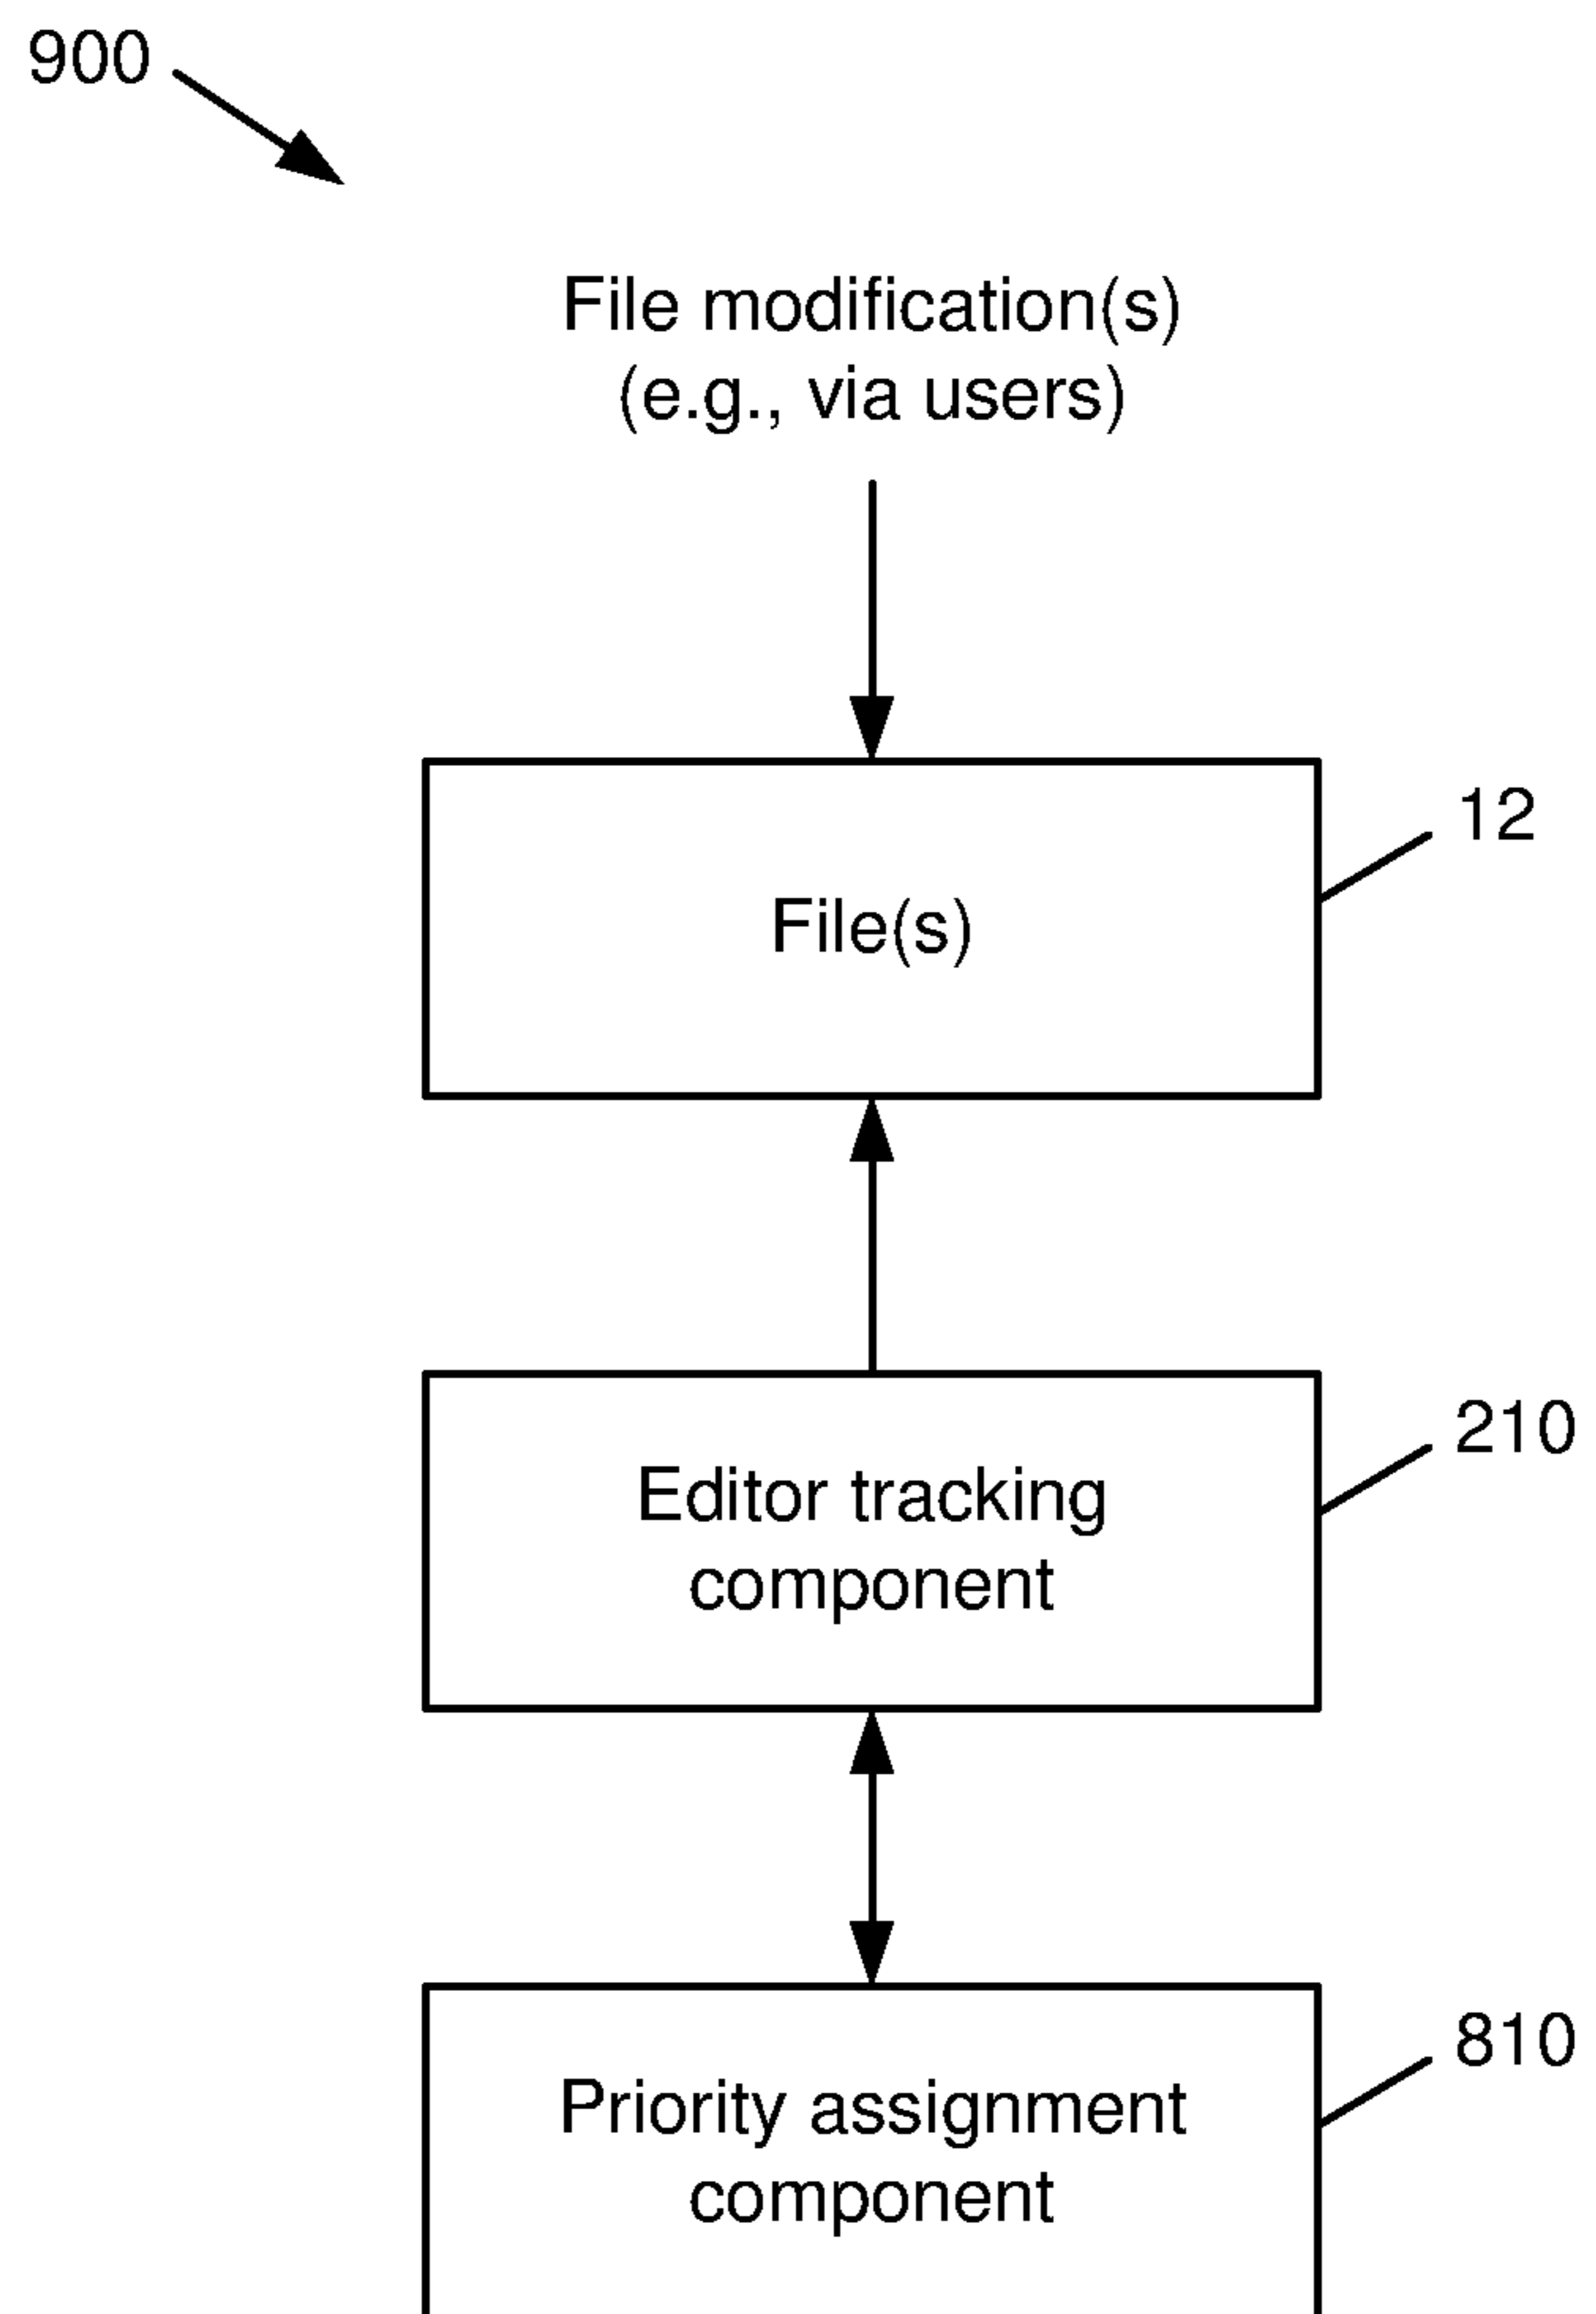 900
File modification(s)
(e.g., via users)
12
File(s)
210
Editor tracking
component
810
Priority assignment
component